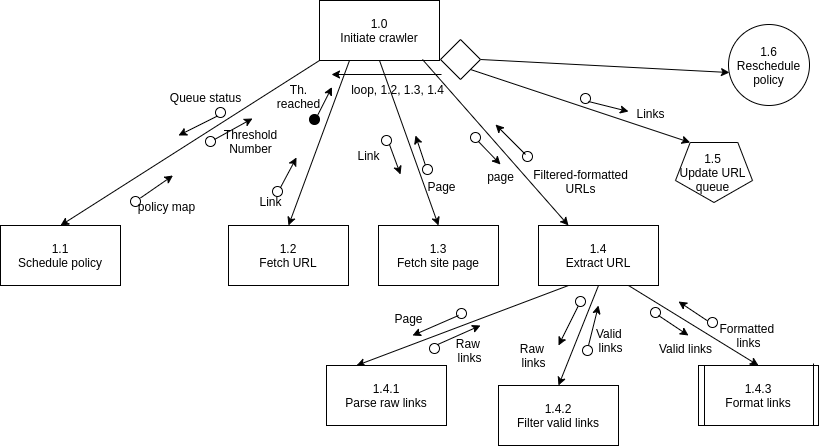 1.0
Initiate crawler
1.6
Reschedule
policy
Th.
reached
loop, 1.2, 1.3, 1.4
Queue status
Links
Threshold
Number
Link
Page
page
Filtered-formatted
URLs
1.5
Update URL
queue
policy map
Link
1.1
Schedule policy
1.2
Fetch URL
1.3
Fetch site page
1.4
Extract URL
Page
Raw
links
Raw
links
Valid
links
Valid links
Formatted
links
1.4.1
Parse raw links
1.4.2
Filter valid links
1.4.3
Format links